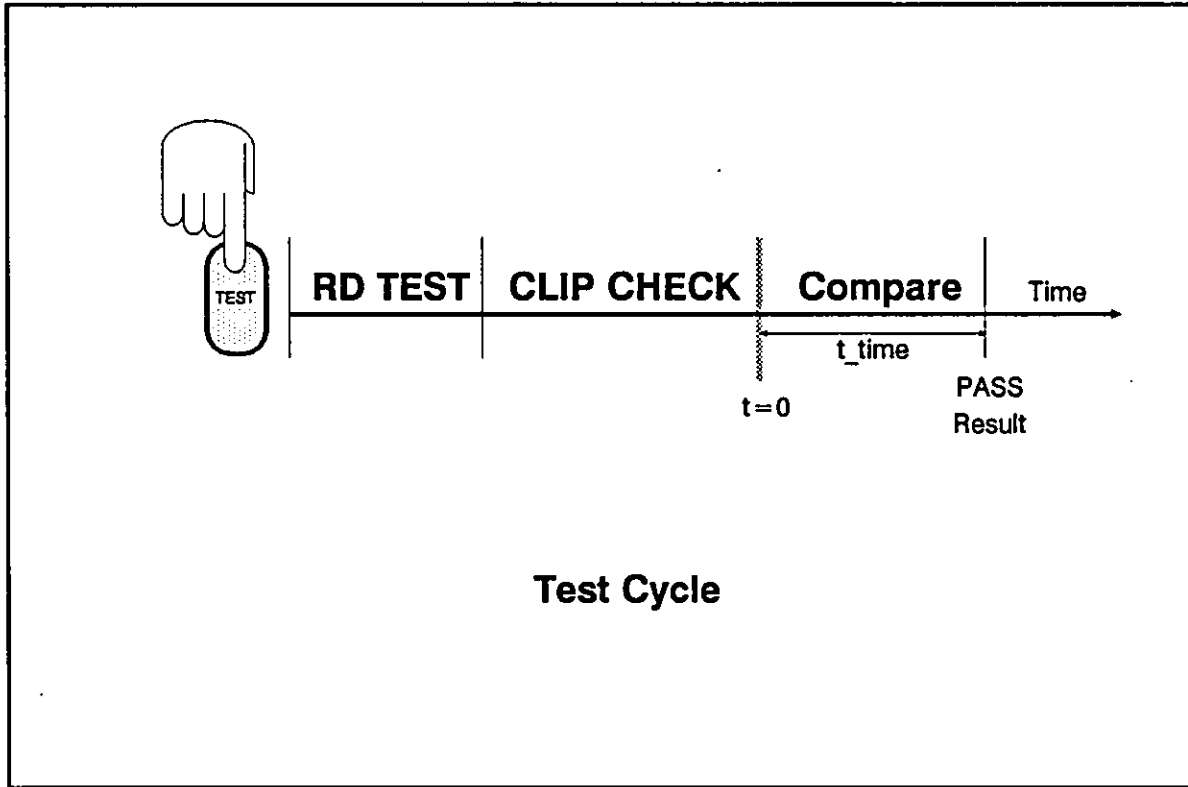 TEST
RD TEST CLIP CHECK Compare Time
t_time
t=0
PASS
Result
Test Cycle